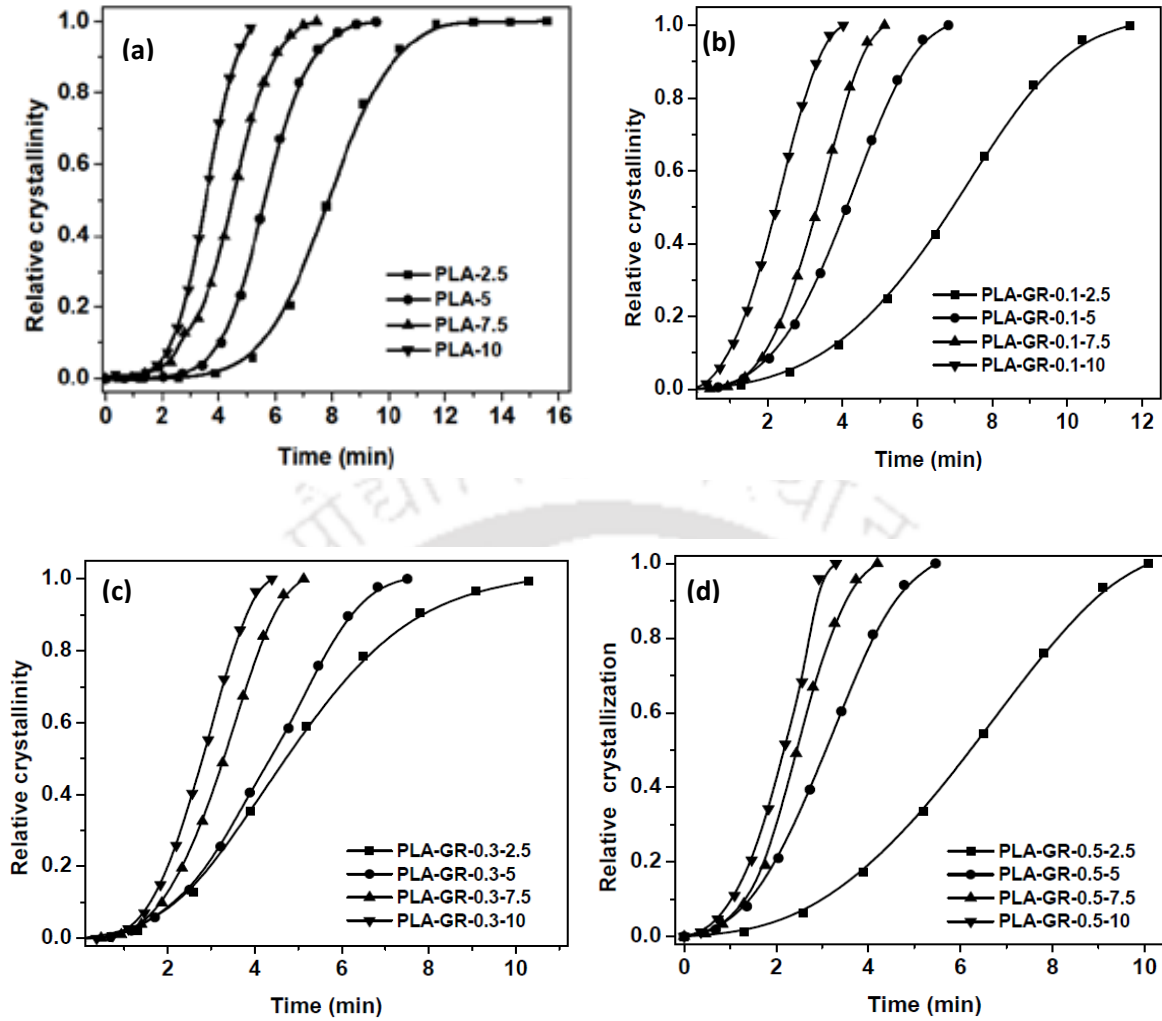 (a)
Relative crystallinity
1.0
0.8
0.6
0.4
0.2
0.0
PLA-2.5
PLA-5
PLA-7.5
PLA-10
0 2 4 6 8 10 12 14 16
Time (min)
(b)
Relative crystallinity
1.0
0.8
0.6
0.4
0.2
0.0
PLA-GR-0.1-2.5
PLA-GR-0.1-5
PLA-GR-0.1-7.5
PLA-GR-0.1-10
2 4 6 8 10 12
Time (min)
(c)
Relative crystallinity
1.0
0.8
0.6
0.4
0.2
0.0
PLA-GR-0.3-2.5
PLA-GR-0.3-5
PLA-GR-0.3-7.5
PLA-GR-0.3-10
2 4 6 8 10
Time (min)
(d)
Relative crystallization
1.0
0.8
0.6
0.4
0.2
0.0
PLA-GR-0.5-2.5
PLA-GR-0.5-5
PLA-GR-0.5-7.5
PLA-GR-0.5-10
0 2 4 6 8 10
Time (min)